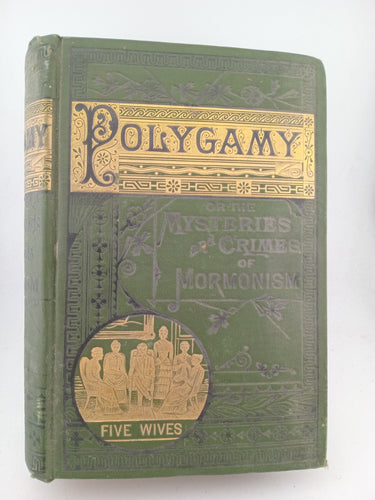 POLYGAMY
OR THE
MYSTERIES
AND CRIMES
OF
MORMONISM
FIVE WIVES